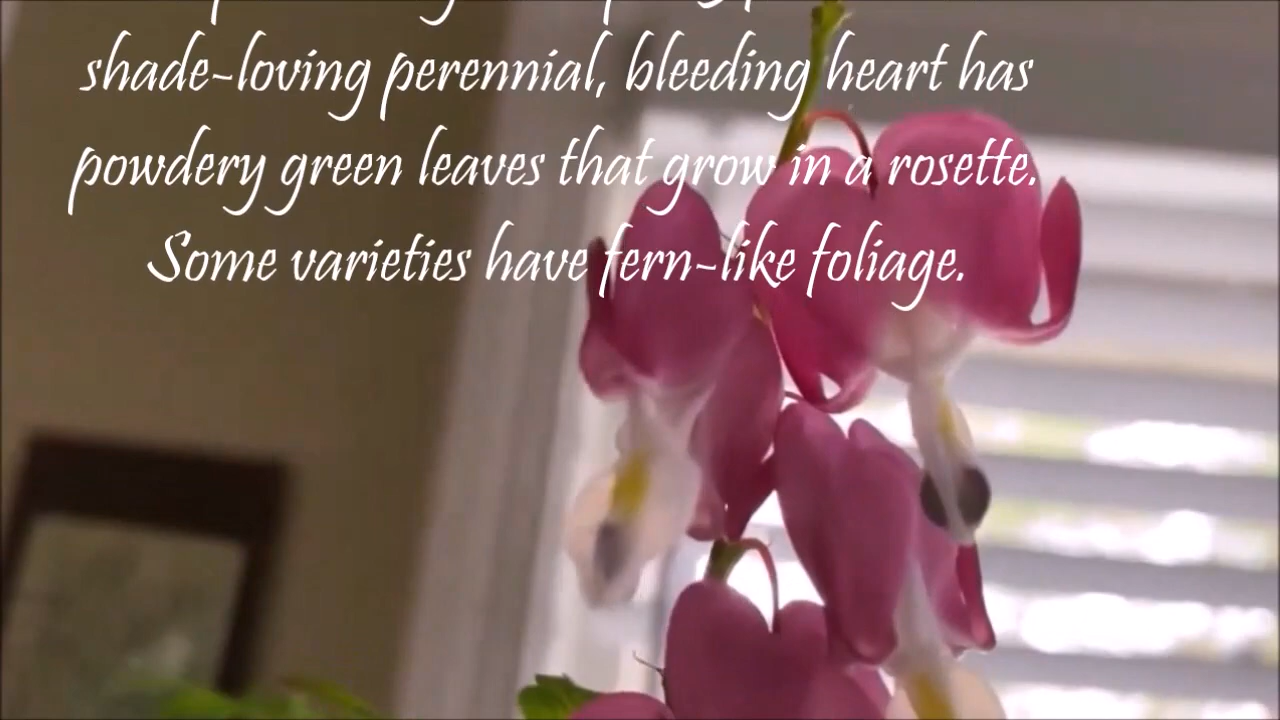 shade-loving perennial, bleeding heart has
powdery green leaves that grow in a rosette.
Some varieties have fern-like foliage.